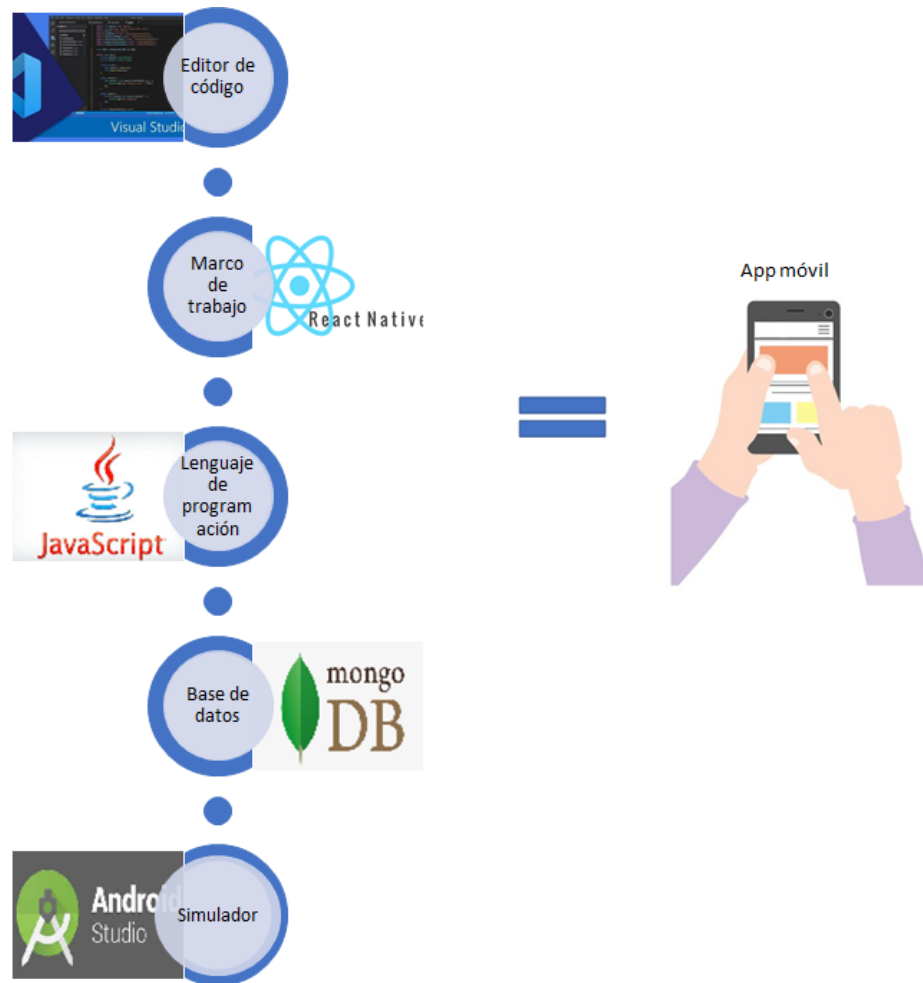 Editor de
código
Visual Studio
Marco
de
trabajo
React Native
App móvil
Lenguaje
de
program
ación
JavaScript
Base de
datos
mongo
DB
Android
Studio
Simulador